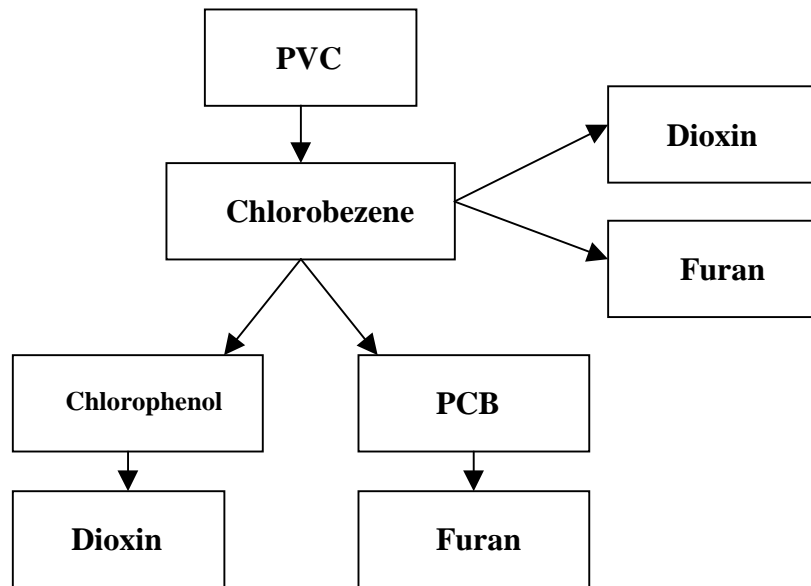 PVC
Dioxin
Chlorobezene
Furan
Chlorophenol
PCB
Dioxin
Furan